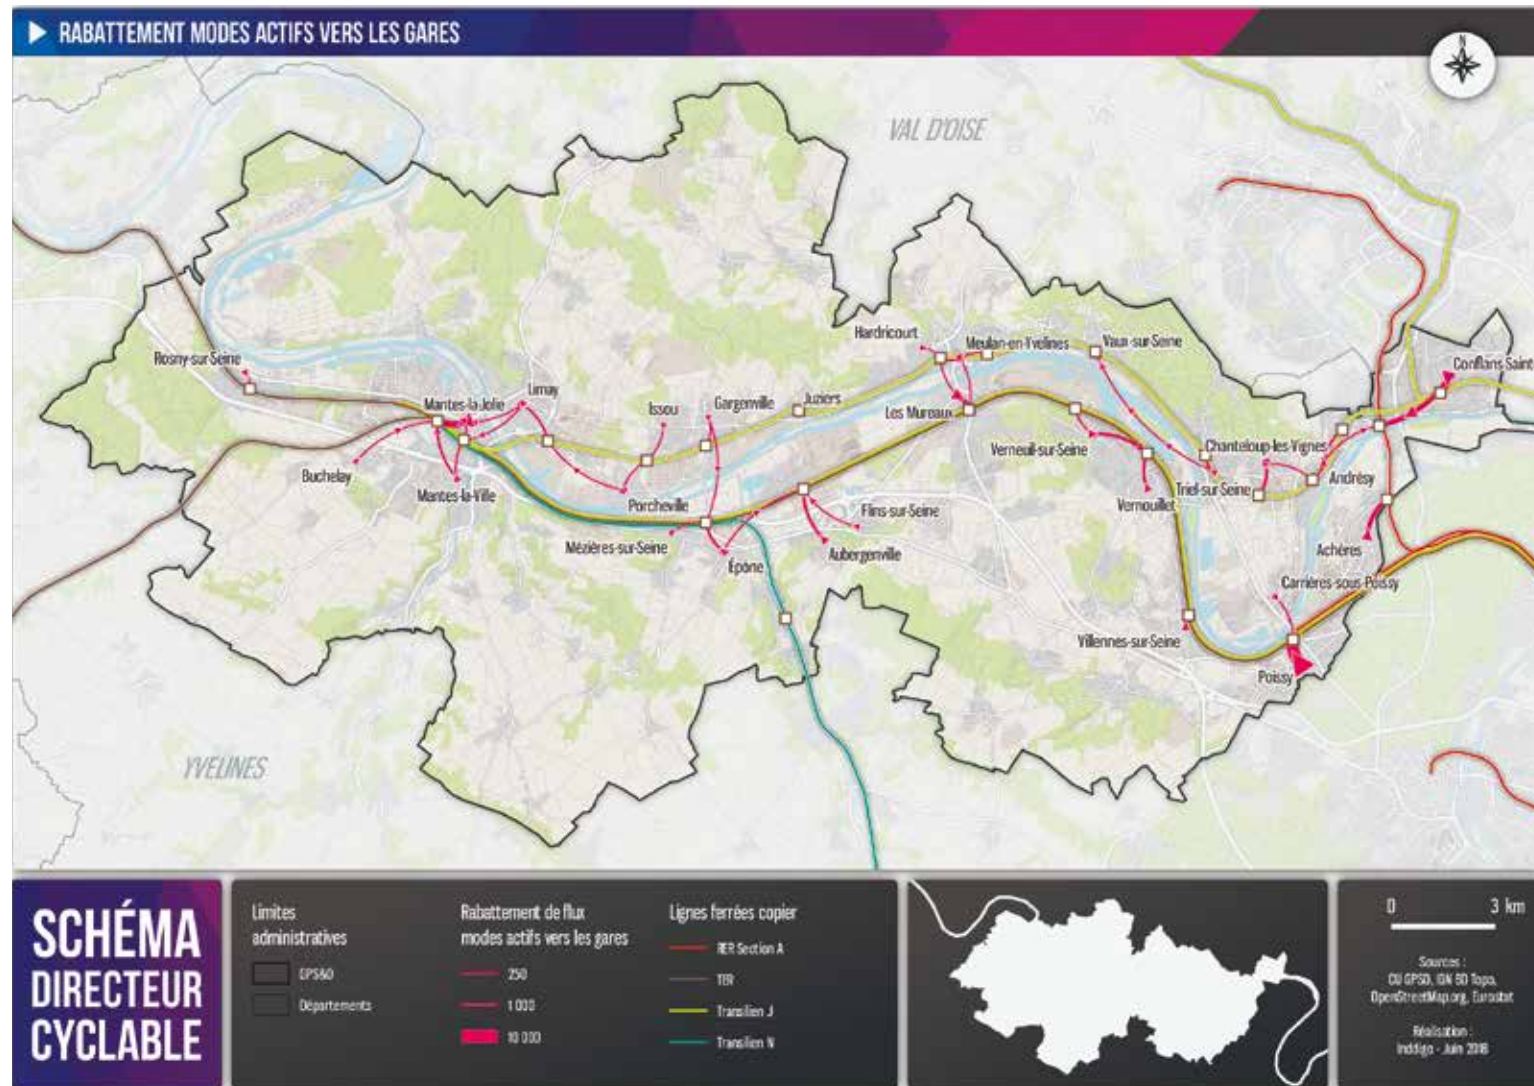 RABATTEMENT MODES ACTIFS VERS LES GARES
N
VAL D'OISE
Hardricourt
Meulan-en-Yvelines
Vaux-sur-Seine
Rosny-sur-Seine
Conflans Sainte
Limay
Mantes-la-Jolie
Issou
Gargenville
Juziers
Les Mureaux
Verneuil-sur-Seine
Chanteloup-les-Vignes
Buchelay
Mantes-la-Ville
Andrésy
Triel-sur-Seine
Porcheville
Vernouillet
Flins-sur-Seine
Mézières-sur-Seine
Aubergenville
Achères
Épône
Carrières-sous-Poissy
Villennes-sur-Seine
Poissy
YVELINES
SCHÉMA
DIRECTEUR
CYCLABLE
Limites
administratives
GPS&O
Départements
Rabattement de flux
modes actifs vers les gares
250
1 000
10 000
Lignes ferrées copier
RER Section A
TER
Transilien J
Transilien N
0 3 km
Sources :
CU GPSO, IGN BD Topo,
OpenStreetMap.org, Eurostat
Réalisation :
Inddigo - Juin 2018